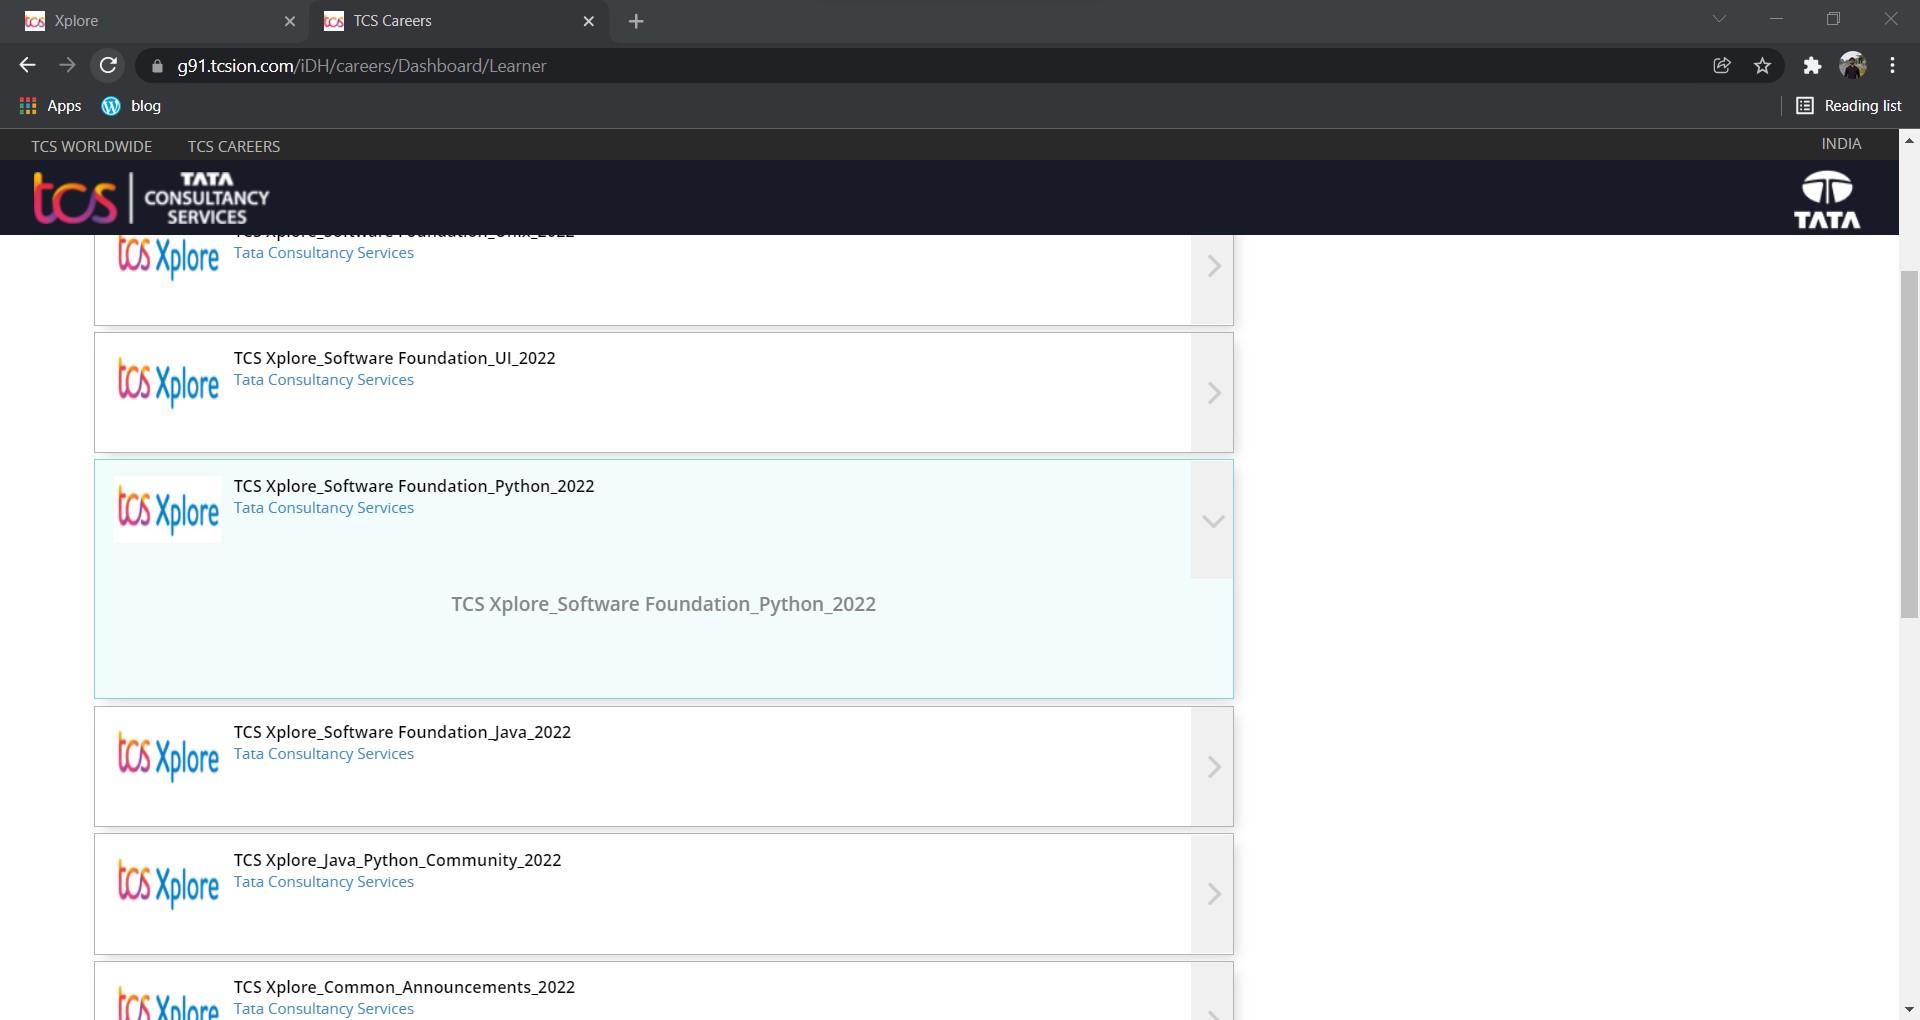 Xplore
TCS Careers
g91.tcsion.com/iDH/careers/Dashboard/Learner
Apps
blog
Reading list
TCS WORLDWIDE
TCS CAREERS
INDIA
tcs
TATA
CONSULTANCY
SERVICES
TATA
TCS Xplore_Software Foundation_Unix_2022
tcs Xplore
Tata Consultancy Services
TCS Xplore_Software Foundation_UI_2022
tcs Xplore
Tata Consultancy Services
TCS Xplore_Software Foundation_Python_2022
tcs Xplore
Tata Consultancy Services
TCS Xplore_Software Foundation_Python_2022
TCS Xplore_Software Foundation_Java_2022
tcs Xplore
Tata Consultancy Services
TCS Xplore_Java_Python_Community_2022
tcs Xplore
Tata Consultancy Services
TCS Xplore_Common_Announcements_2022
tcs Xplore
Tata Consultancy Services